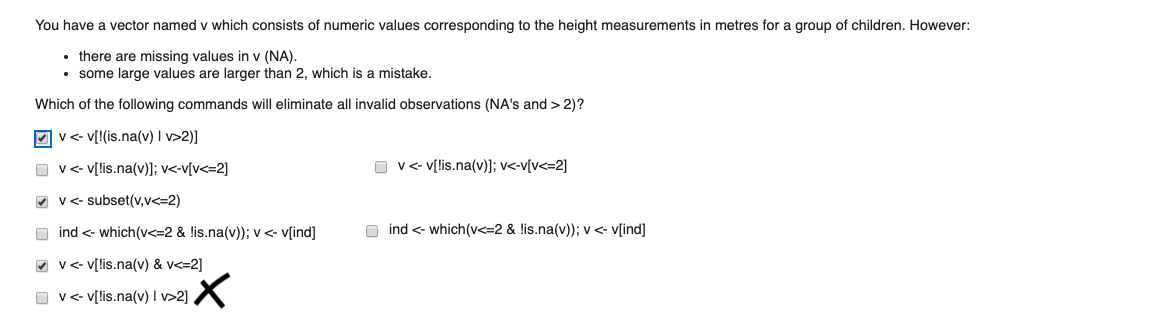 You have a vector named v which consists of numeric values corresponding to the height measurements in metres for a group of children. However:
• there are missing values in v (NA).
• some large values are larger than 2, which is a mistake.
Which of the following commands will eliminate all invalid observations (NA's and > 2)?
v <- v[!(is.na(v) | v>2)]
v <- v[!is.na(v)]; v<-v[v<=2]
v <- v[!is.na(v)]; v<-v[v<=2]
v <- subset(v,v<=2)
ind <- which(v<=2 & !is.na(v)); v <- v[ind]
ind <- which(v<=2 & !is.na(v)); v <- v[ind]
v <- v[!is.na(v) & v<=2]
v <- v[!is.na(v) | v>2]